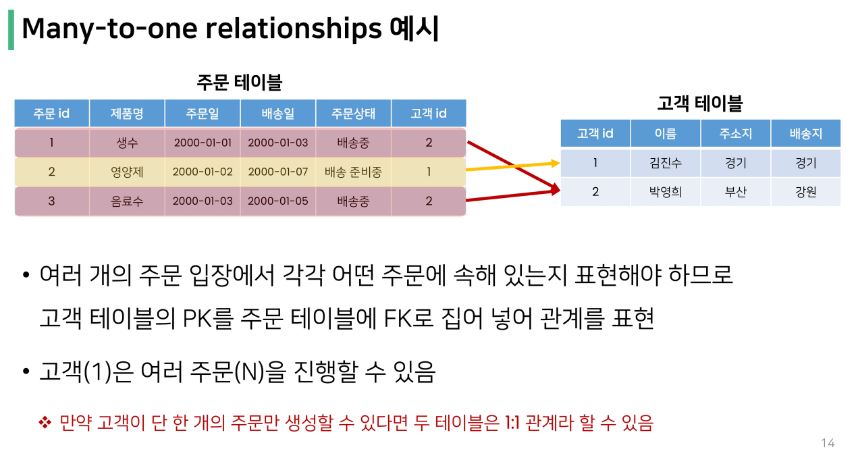 Many-to-one relationships 예시
주문 테이블
주문 id 제품명 주문일 배송일 주문상태 고객 id
1 생수 2000-01-01 2000-01-03 배송중 2
2 영양제 2000-01-02 2000-01-07 배송 준비중 1
3 음료수 2000-01-03 2000-01-05 배송중 2
고객 테이블
고객 id 이름 주소지 배송지
1 김진수 경기 경기
2 박영희 부산 강원
• 여러 개의 주문 입장에서 각각 어떤 주문에 속해 있는지 표현해야 하므로
고객 테이블의 PK를 주문 테이블에 FK로 집어 넣어 관계를 표현
• 고객(1)은 여러 주문(N)을 진행할 수 있음
❖ 만약 고객이 단 한 개의 주문만 생성할 수 있다면 두 테이블은 1:1 관계라 할 수 있음
14